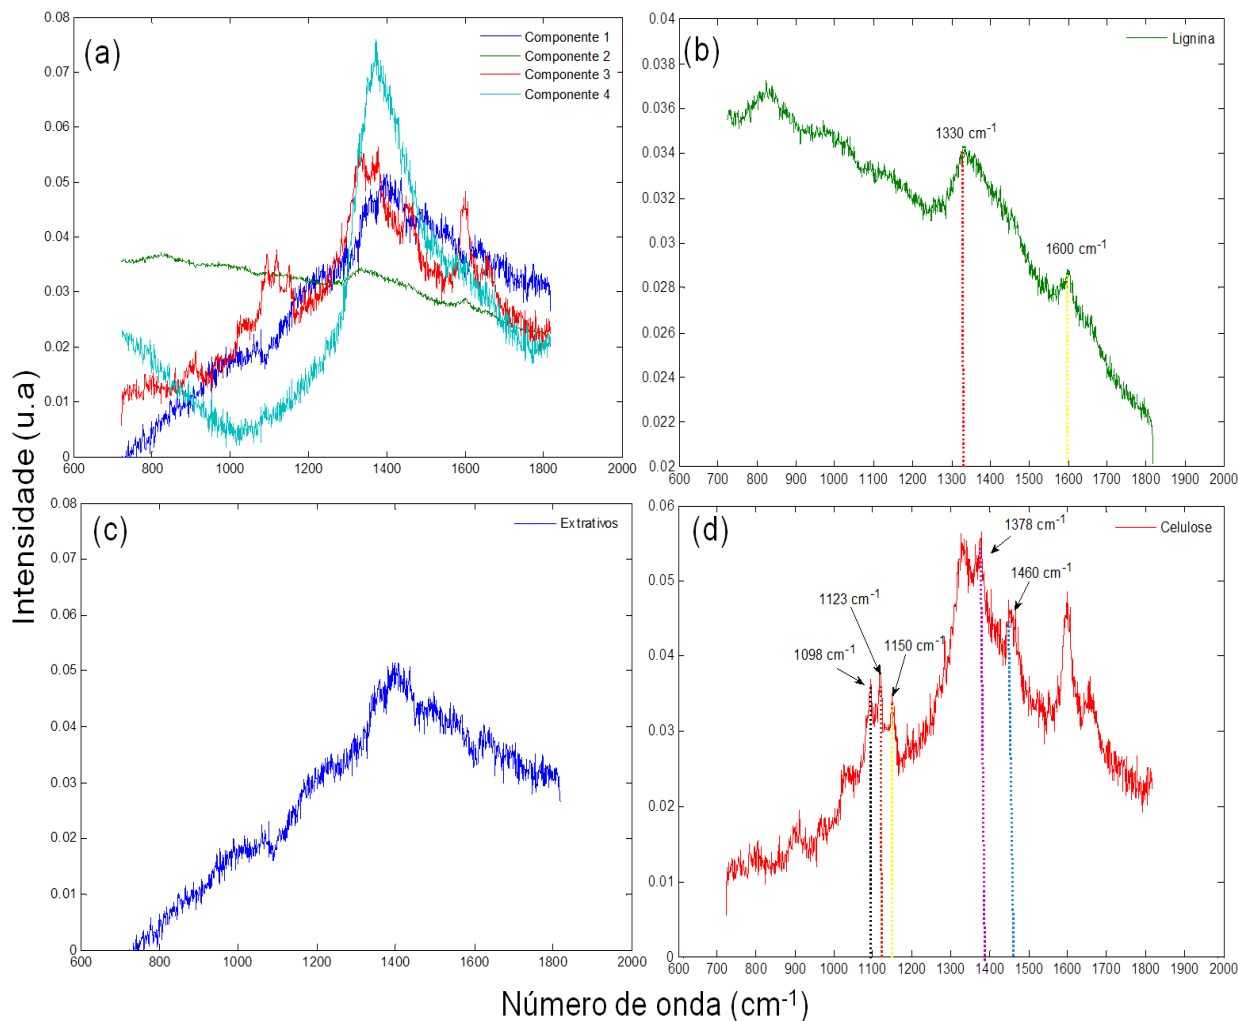 (a)
Componente 1
Componente 2
Componente 3
Componente 4
0.08
0.07
0.06
0.05
0.04
0.03
0.02
0.01
0
600 800 1000 1200 1400 1600 1800 2000
(b)
Lignina
1330 cm-1
1600 cm-1
0.04
0.038
0.036
0.034
0.032
0.03
0.028
0.026
0.024
0.022
0.02
600 700 800 900 1000 1100 1200 1300 1400 1500 1600 1700 1800 1900 2000
(c)
Extrativos
0.08
0.07
0.06
0.05
0.04
0.03
0.02
0.01
0
600 800 1000 1200 1400 1600 1800 2000
(d)
Celulose
1378 cm-1
1460 cm-1
1123 cm-1
1150 cm-1
1098 cm-1
0.06
0.05
0.04
0.03
0.02
0.01
0
600 700 800 900 1000 1100 1200 1300 1400 1500 1600 1700 1800 1900 2000
Intensidade (u.a)
Número de onda (cm-1)